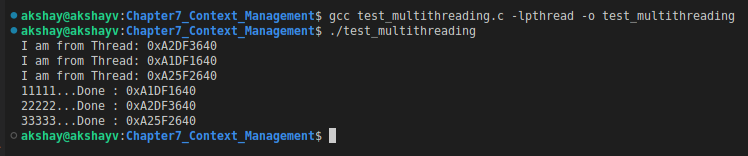 akshay@akshayv:Chapter7_Context_Management$ gcc test_multithreading.c -lpthread -o test_multithreading
akshay@akshayv:Chapter7_Context_Management$ ./test_multithreading
I am from Thread: 0xA2DF3640
I am from Thread: 0xA1DF1640
I am from Thread: 0xA25F2640
11111...Done : 0xA1DF1640
22222...Done : 0xA2DF3640
33333...Done : 0xA25F2640
akshay@akshayv:Chapter7_Context_Management$